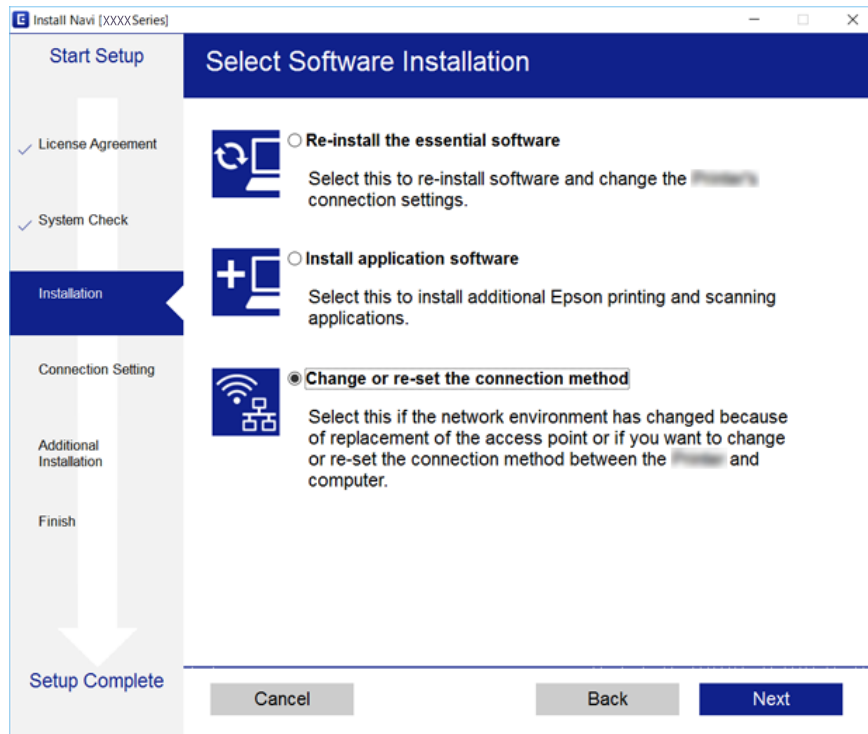 E Install Navi [XXXX Series]
Start Setup
License Agreement
System Check
Installation
Connection Setting
Additional
Installation
Finish
Setup Complete
Select Software Installation
Re-install the essential software
Select this to re-install software and change the
connection settings.
Install application software
Select this to install additional Epson printing and scanning
applications.
Change or re-set the connection method
Select this if the network environment has changed because
of replacement of the access point or if you want to change
or re-set the connection method between the and
computer.
Cancel
Back
Next